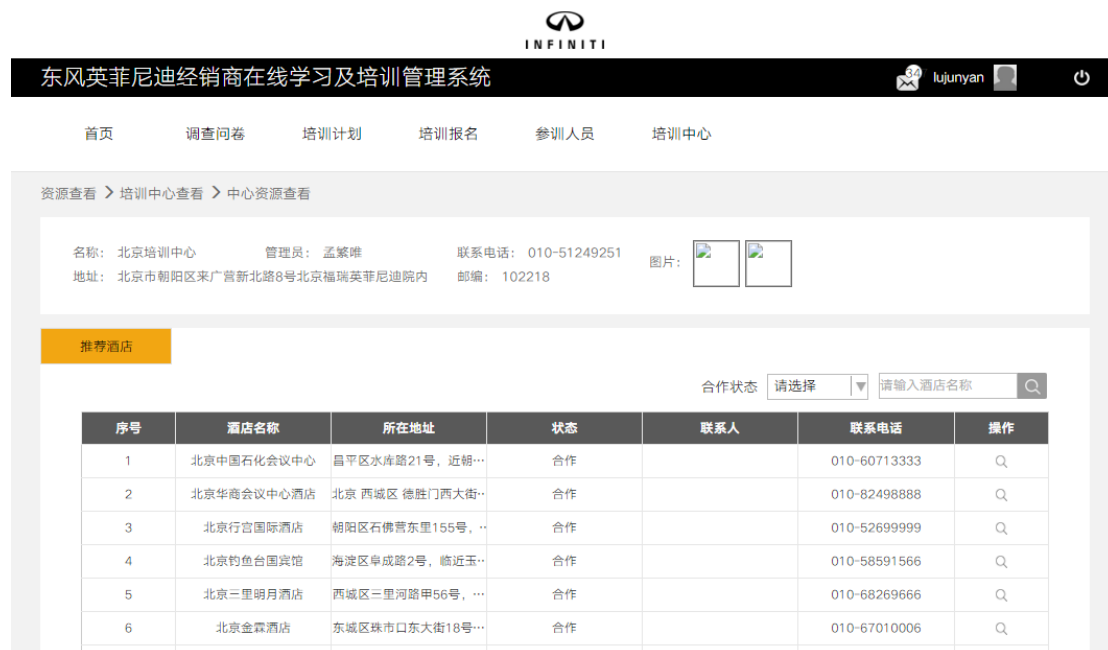 INFINITI
东风英菲尼迪经销商在线学习及培训管理系统 34 lujunyan
首页 调查问卷 培训计划 培训报名 参训人员 培训中心
资源查看 > 培训中心查看 > 中心资源查看
名称: 北京培训中心 管理员: 孟繁唯 联系电话: 010-51249251 图片:
地址: 北京市朝阳区来广营新北路8号北京福瑞英菲尼迪院内 邮编: 102218
推荐酒店
合作状态 请选择 请输入酒店名称
序号 酒店名称 所在地址 状态 联系人 联系电话 操作
1 北京中国石化会议中心 昌平区水库路21号，近朝… 合作 010-60713333
2 北京华商会议中心酒店 北京 西城区 德胜门西大街… 合作 010-82498888
3 北京行宫国际酒店 朝阳区石佛营东里155号，… 合作 010-52699999
4 北京钓鱼台国宾馆 海淀区阜成路2号，临近玉… 合作 010-58591566
5 北京三里明月酒店 西城区三里河路甲56号，… 合作 010-68269666
6 北京金霖酒店 东城区珠市口东大街18号… 合作 010-67010006